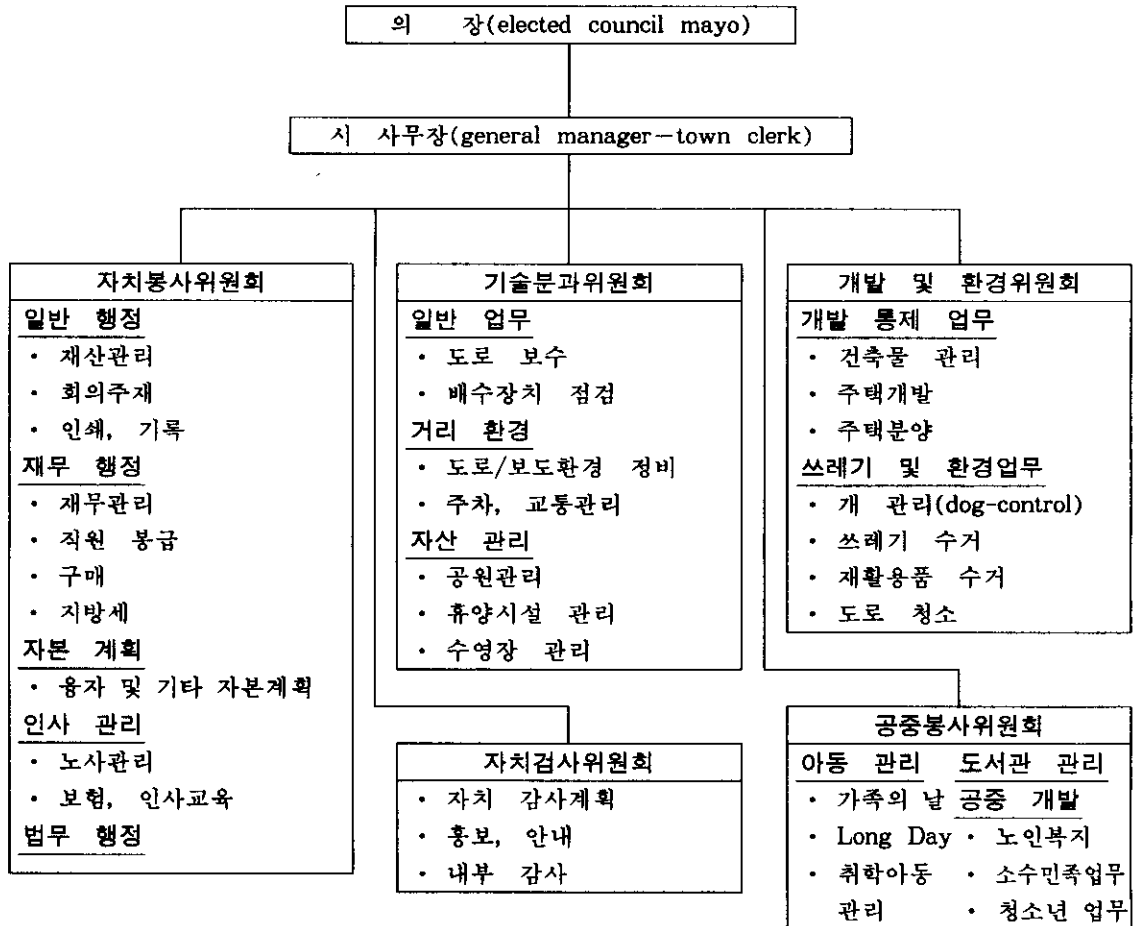 의 장(elected council mayo)
시 사무장(general manager-town clerk)
자치봉사위원회
일반 행정
· 재산관리
· 회의주재
· 인쇄, 기록
재무 행정
· 재무관리
· 직원 봉급
· 구매
· 지방세
자본 계획
· 융자 및 기타 자본계획
인사 관리
· 노사관리
· 보험, 인사교육
법무 행정
기술분과위원회
일반 업무
· 도로 보수
· 배수장치 점검
거리 환경
· 도로/보도환경 정비
· 주차, 교통관리
자산 관리
· 공원관리
· 휴양시설 관리
· 수영장 관리
개발 및 환경위원회
개발 통제 업무
· 건축물 관리
· 주택개발
· 주택분양
쓰레기 및 환경업무
· 개 관리(dog-control)
· 쓰레기 수거
· 재활용품 수거
· 도로 청소
자치검사위원회
· 자치 감사계획
· 홍보, 안내
· 내부 감사
공중봉사위원회
아동 관리
· 가족의 날
· Long Day
· 취학아동
관리
도서관 관리
공중 개발
· 노인복지
· 소수민족업무
· 청소년 업무